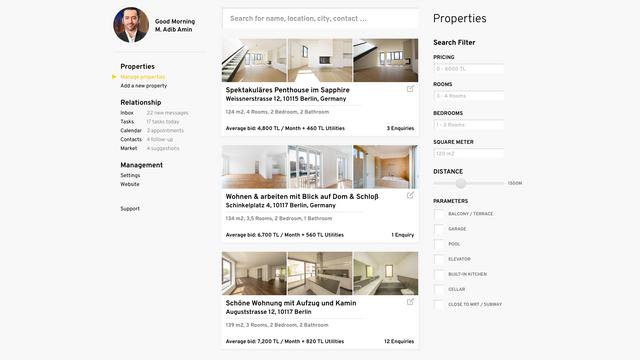 Good Morning
M. Adib Amin
Properties
Manage properties
Add a new property
Relationship
Inbox 22 new messages
Tasks 17 tasks today
Calendar 3 appointments
Contacts 4 follow-up
Market 4 suggestions
Management
Settings
Website
Support
Search for name, location, city, contact ...
Spektakuläres Penthouse im Sapphire
Weissnerstrasse 12, 10115 Berlin, Germany
124 m2, 4 Rooms, 2 Bedroom, 2 Bathroom
Average bid: 4,800 TL / Month + 460 TL Utilities 3 Enquiries
Wohnen & arbeiten mit Blick auf Dom & Schloß
Schinkelplatz 4, 10117 Berlin, Germany
134 m2, 3,5 Rooms, 2 Bedroom, 1 Bathroom
Average bid: 6,700 TL / Month + 560 TL Utilities 1 Enquiry
Schöne Wohnung mit Aufzug und Kamin
Auguststrasse 12, 10117 Berlin
139 m2, 3 Rooms, 2 Bedroom, 2 Bathroom
Average bid: 7,200 TL / Month + 820 TL Utilities 12 Enquiries
Properties
Search Filter
PRICING
0 - 8000 TL
ROOMS
3 - 4 Rooms
BEDROOMS
1 - 2 Rooms
SQUARE METER
120 m2
DISTANCE
1500M
PARAMETERS
BALCONY / TERRACE
GARAGE
POOL
ELEVATOR
BUILT-IN KITCHEN
CELLAR
CLOSE TO MRT / SUBWAY